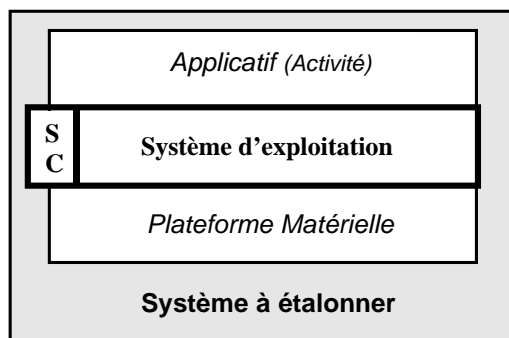 Applicatif (Activité)
S
C
Système d'exploitation
Plateforme Matérielle
Système à étalonner